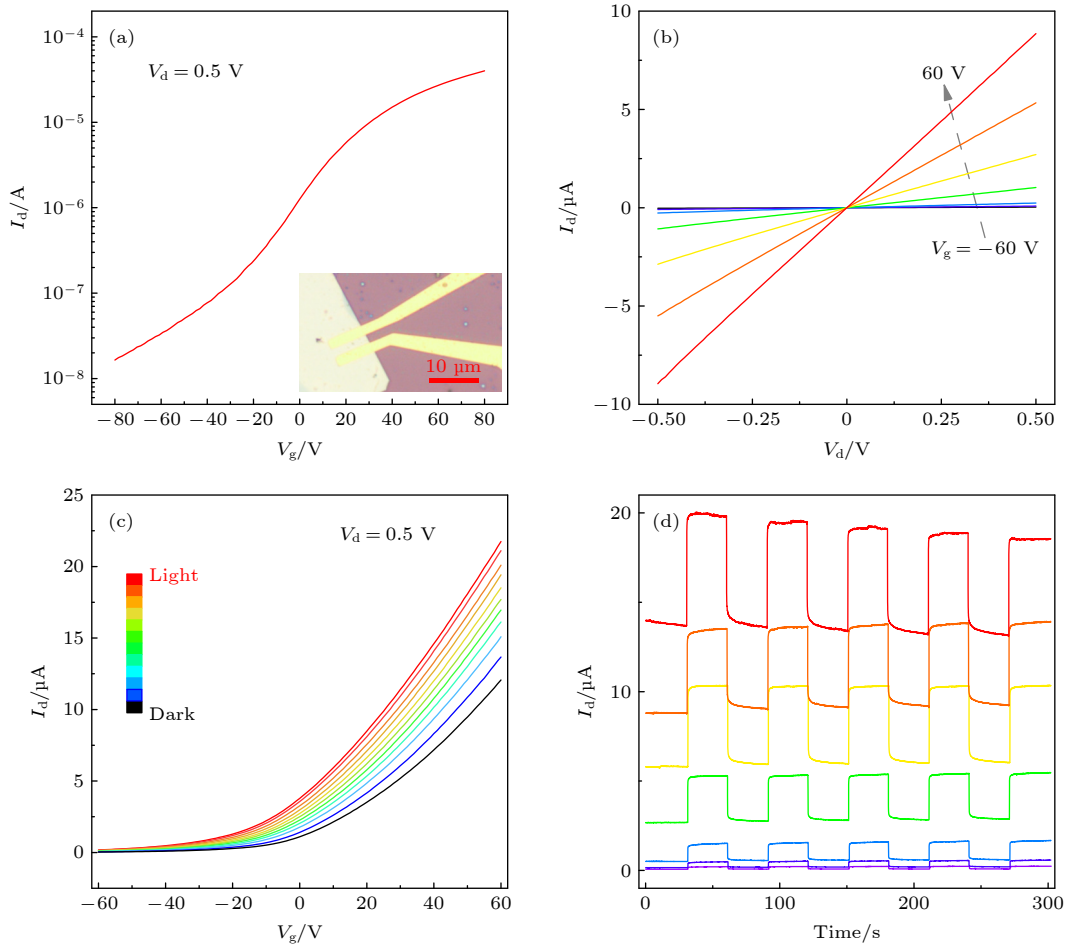 (a)
V_d = 0.5 V
10⁻⁴
10⁻⁵
10⁻⁶
10⁻⁷
10⁻⁸
I_d/A
10 μm
−80 −60 −40 −20 0 20 40 60 80
V_g/V
(b)
60 V
V_g = −60 V
10
5
0
−5
−10
I_d/μA
−0.50 −0.25 0 0.25 0.50
V_d/V
(c)
V_d = 0.5 V
Light
Dark
25
20
15
10
5
0
I_d/μA
−60 −40 −20 0 20 40 60
V_g/V
(d)
20
10
0
I_d/μA
0 100 200 300
Time/s